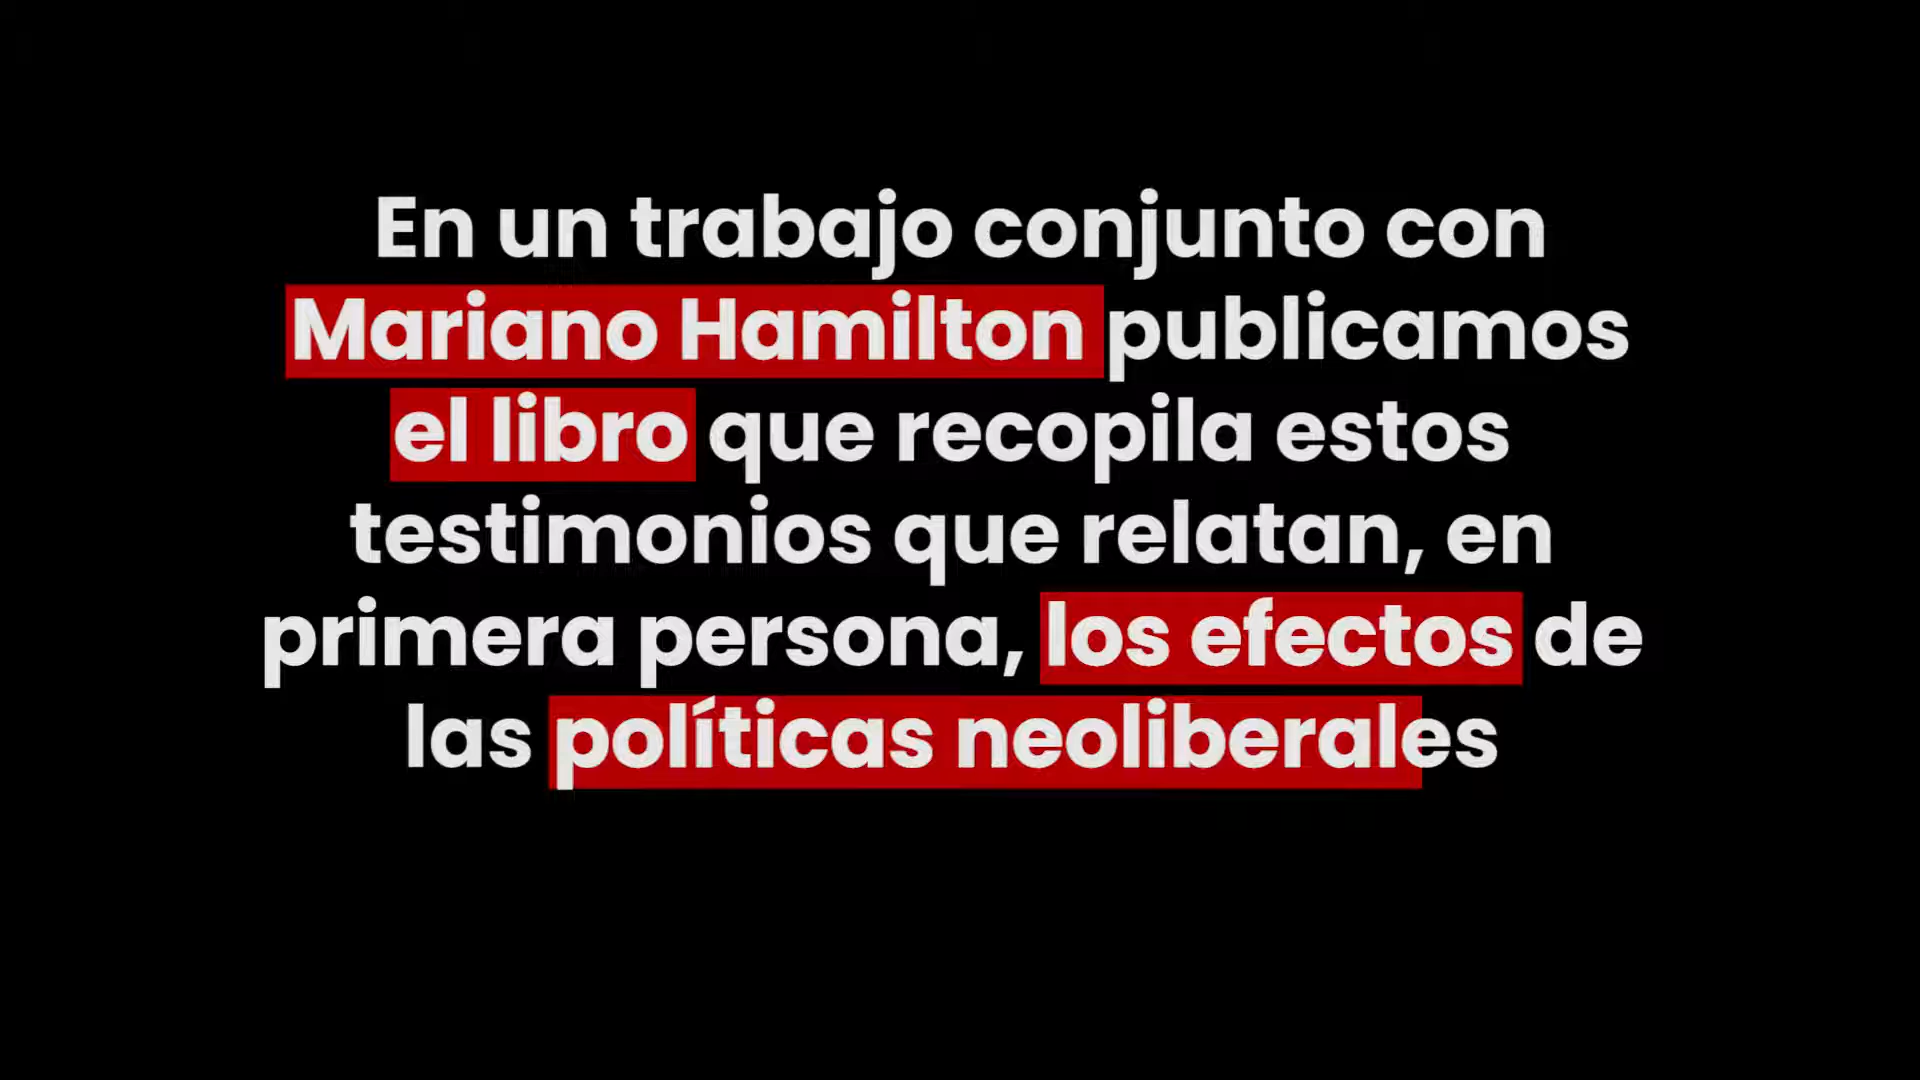 En un trabajo conjunto con
Mariano Hamilton publicamos
el libro que recopila estos
testimonios que relatan, en
primera persona, los efectos de
las políticas neoliberales